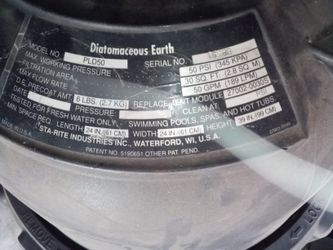 Diatomaceous Earth
MODEL NO PLD50 SERIAL NO
MAX. WORKING PRESSURE 50 PSI (345 KPA)
FILTRATION AREA 30 SQ. FT. (2.8 SQ. M)
MAX FLOW RATE 50 GPM (189 LPM)
D.E. PRECOAT AMT 6 LBS. (2.7 KG) REPLACEMENT MODULE
DATE CLEAN AT
TESTED FOR FRESH WATER ONLY. SWIMMING POOLS, SPAS, AND HOT TUBS
MIN SPACE REQ. LENGTH: 24 IN. (61 CM) WIDTH: 24 IN. (61 CM) HEIGHT: 39 IN. (99 CM)
STA-RITE INDUSTRIES INC., WATERFORD, WI, U.S.A.
PATENT NO. 5190651 OTHER PAT. PEND.